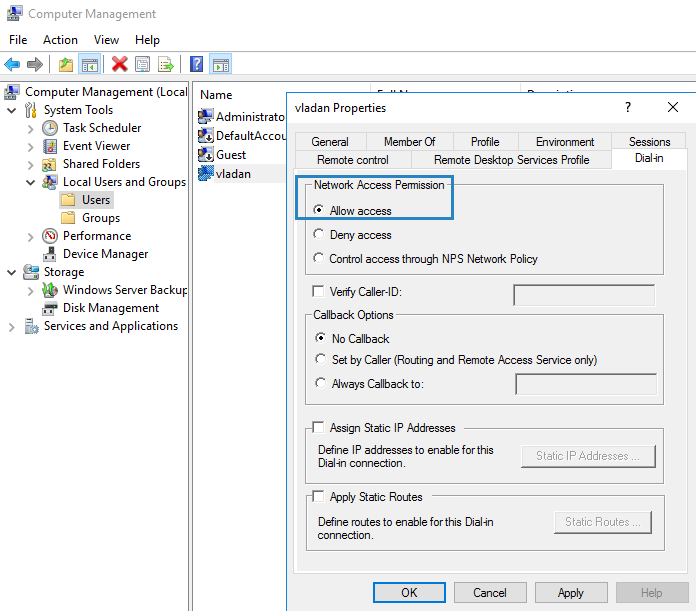 Computer Management
File Action View Help
Computer Management (Local
System Tools
Task Scheduler
Event Viewer
Shared Folders
Local Users and Groups
Users
Groups
Performance
Device Manager
Storage
Windows Server Backup
Disk Management
Services and Applications
Name
Administrato
DefaultAccou
Guest
vladan
vladan Properties
? X
General Member Of Profile Environment Sessions
Remote control Remote Desktop Services Profile Dial-in
Network Access Permission
Allow access
Deny access
Control access through NPS Network Policy
Verify Caller-ID:
Callback Options
No Callback
Set by Caller (Routing and Remote Access Service only)
Always Callback to:
Assign Static IP Addresses
Define IP addresses to enable for this
Dial-in connection.
Static IP Addresses ...
Apply Static Routes
Define routes to enable for this Dial-in
connection.
Static Routes ...
OK Cancel Apply Help